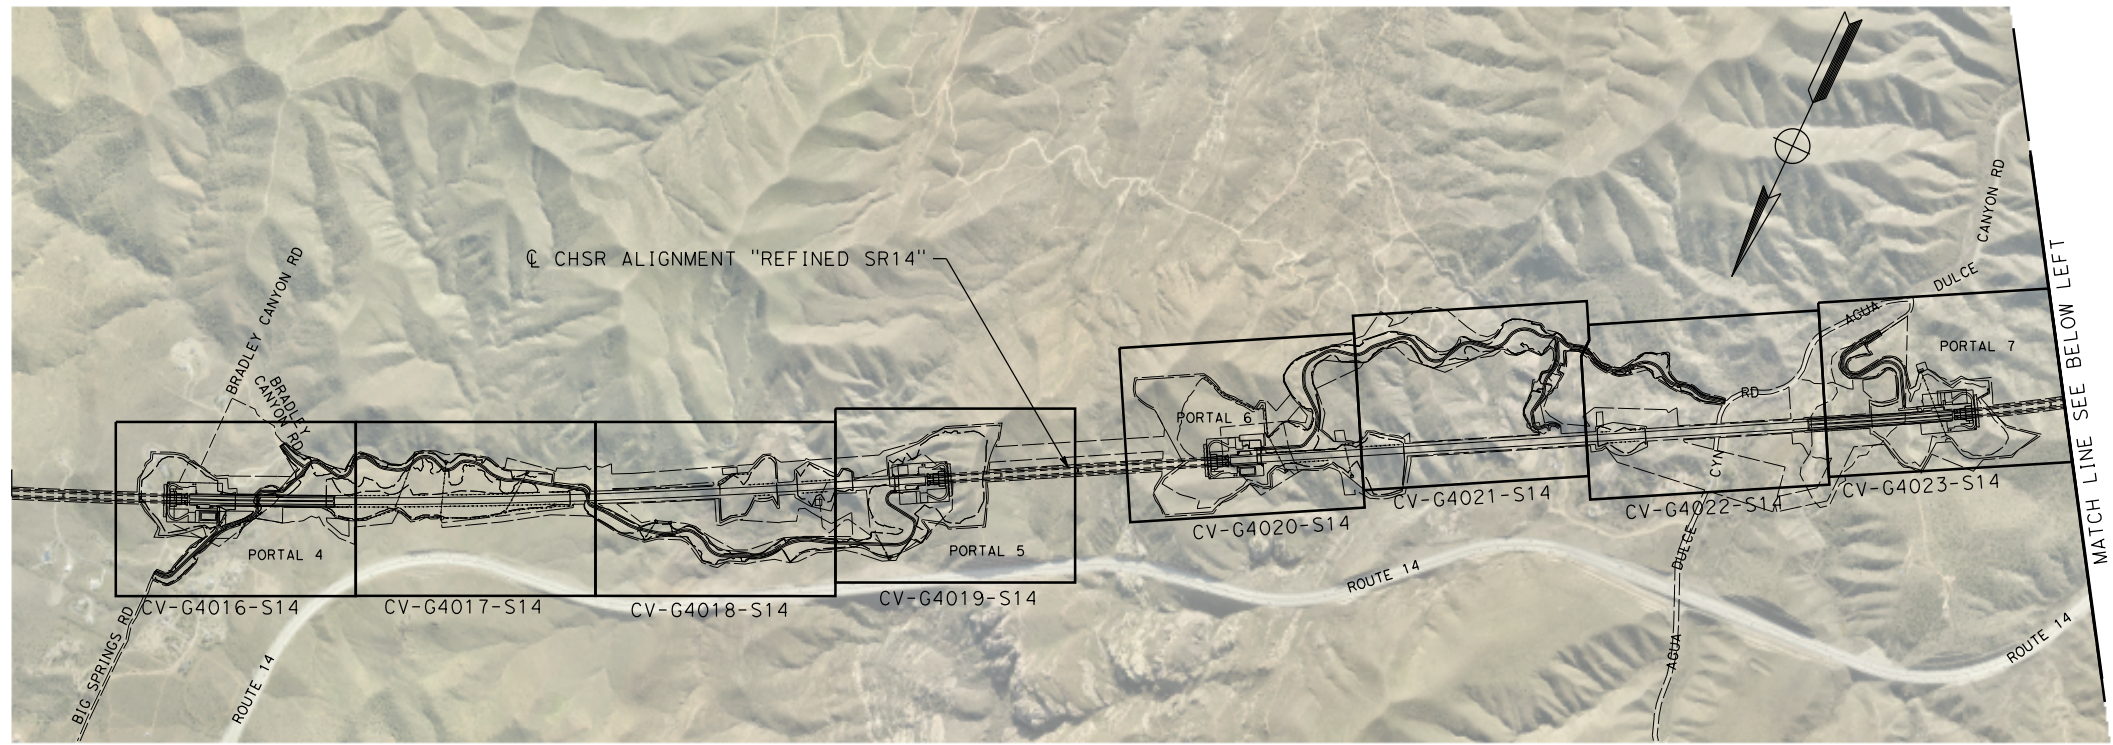 CANYON RD
AGUA DULCE
BRADLEY CANYON RD
℄ CHSR ALIGNMENT "REFINED SR14"
MATCH LINE SEE BELOW LEFT
BRADLEY
CANYON RD
PORTAL 4
PORTAL 5
PORTAL 6
PORTAL 7
RD
CYN
AGUA DULCE
CV-G4016-S14
CV-G4017-S14
CV-G4018-S14
CV-G4019-S14
CV-G4020-S14
CV-G4021-S14
CV-G4022-S14
CV-G4023-S14
BIG SPRINGS RD
ROUTE 14
ROUTE 14
ROUTE 14